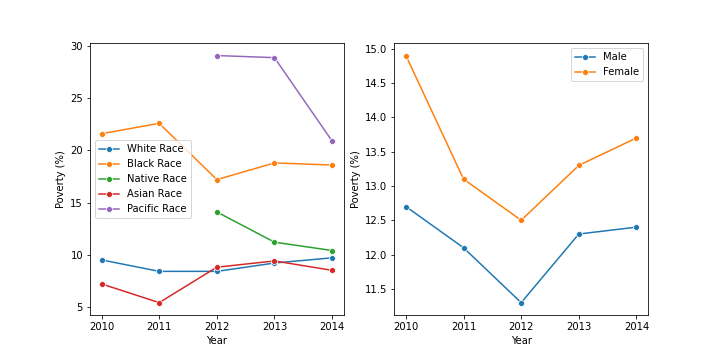 30
25
20
15
10
5
Poverty (%)
White Race
Black Race
Native Race
Asian Race
Pacific Race
2010 2011 2012 2013 2014
Year
15.0
14.5
14.0
13.5
13.0
12.5
12.0
11.5
Poverty (%)
Male
Female
2010 2011 2012 2013 2014
Year